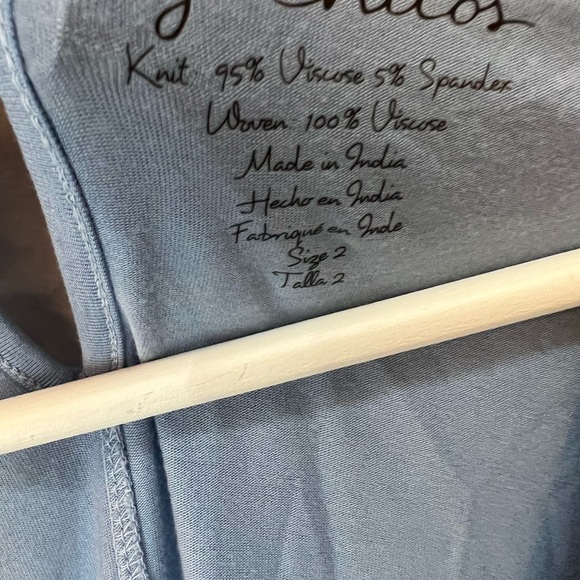 Chicos
Knit 95% Viscose 5% Spandex
Woven 100% Viscose
Made in India
Hecho en India
Fabriqué en Inde
Size 2
Talla 2